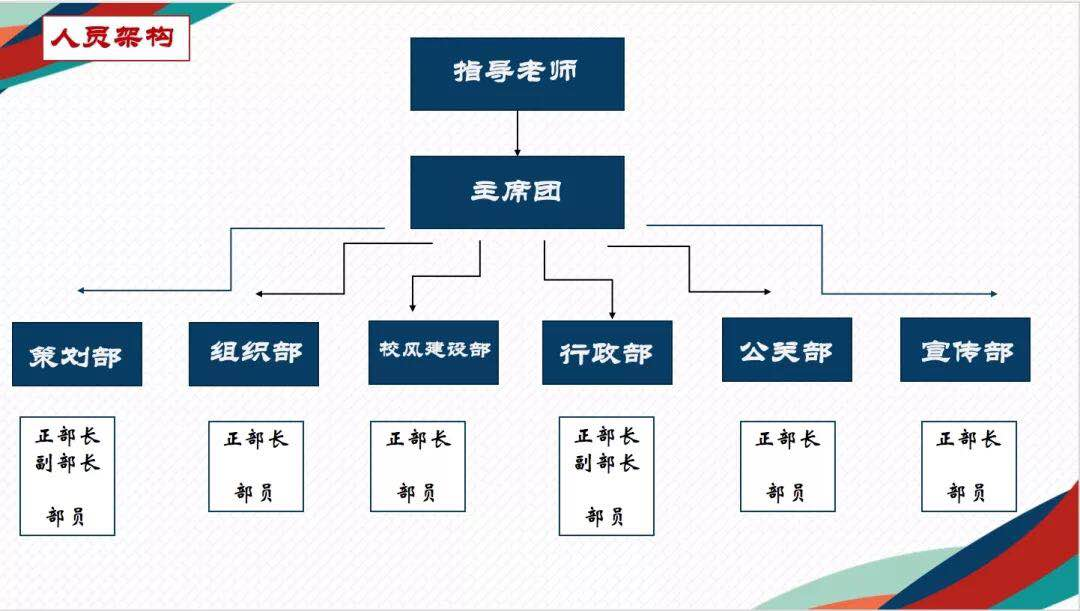 人员架构
指导老师
主席团
策划部
组织部
校风建设部
行政部
公关部
宣传部
正部长
副部长
部员
正部长
部员
正部长
部员
正部长
副部长
部员
正部长
部员
正部长
部员